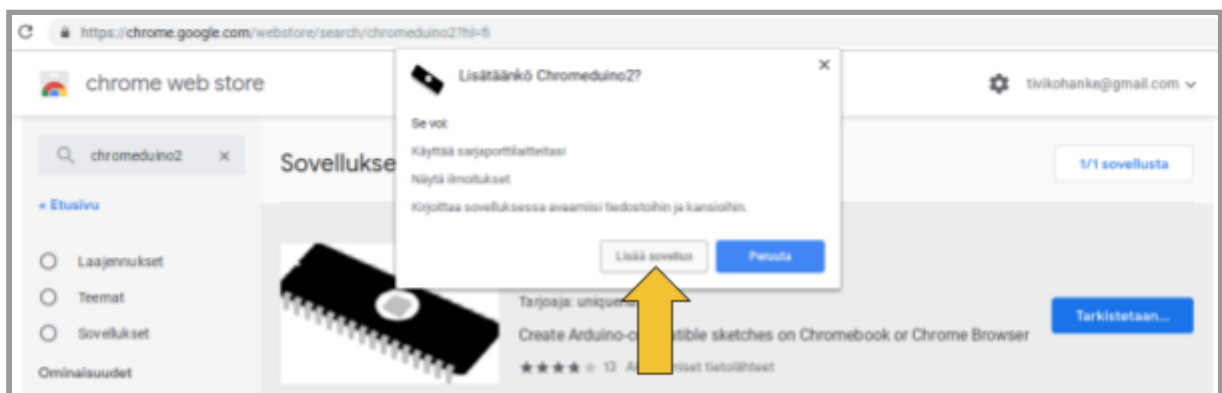 https://chrome.google.com/webstore/search/chromeduino2?hl=fi
chrome web store
tivikohanke@gmail.com
Lisätäänkö Chromeduino2?
Se voi:
Käyttää sarjaporttilaitteitasi
Näytä ilmoitukset
Kirjoittaa sovelluksessa avaamiisi tiedostoihin ja kansioihin.
Lisää sovellus
Peruuta
chromeduino2
« Etusivu
Laajennukset
Teemat
Sovellukset
Ominaisuudet
Sovellukse
1/1 sovellusta
Tarjoaja:
Create Arduino-c tible sketches on Chromebook or Chrome Browser
13
tietolähteet
Tarkistetaan...